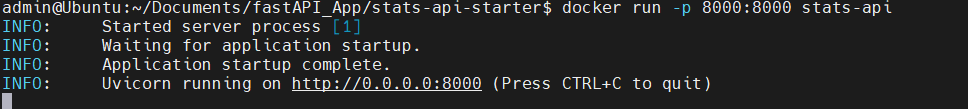 admin@Ubuntu:~/Documents/fastAPI_App/stats-api-starter$ docker run -p 8000:8000 stats-api
INFO:     Started server process [1]
INFO:     Waiting for application startup.
INFO:     Application startup complete.
INFO:     Uvicorn running on http://0.0.0.0:8000 (Press CTRL+C to quit)